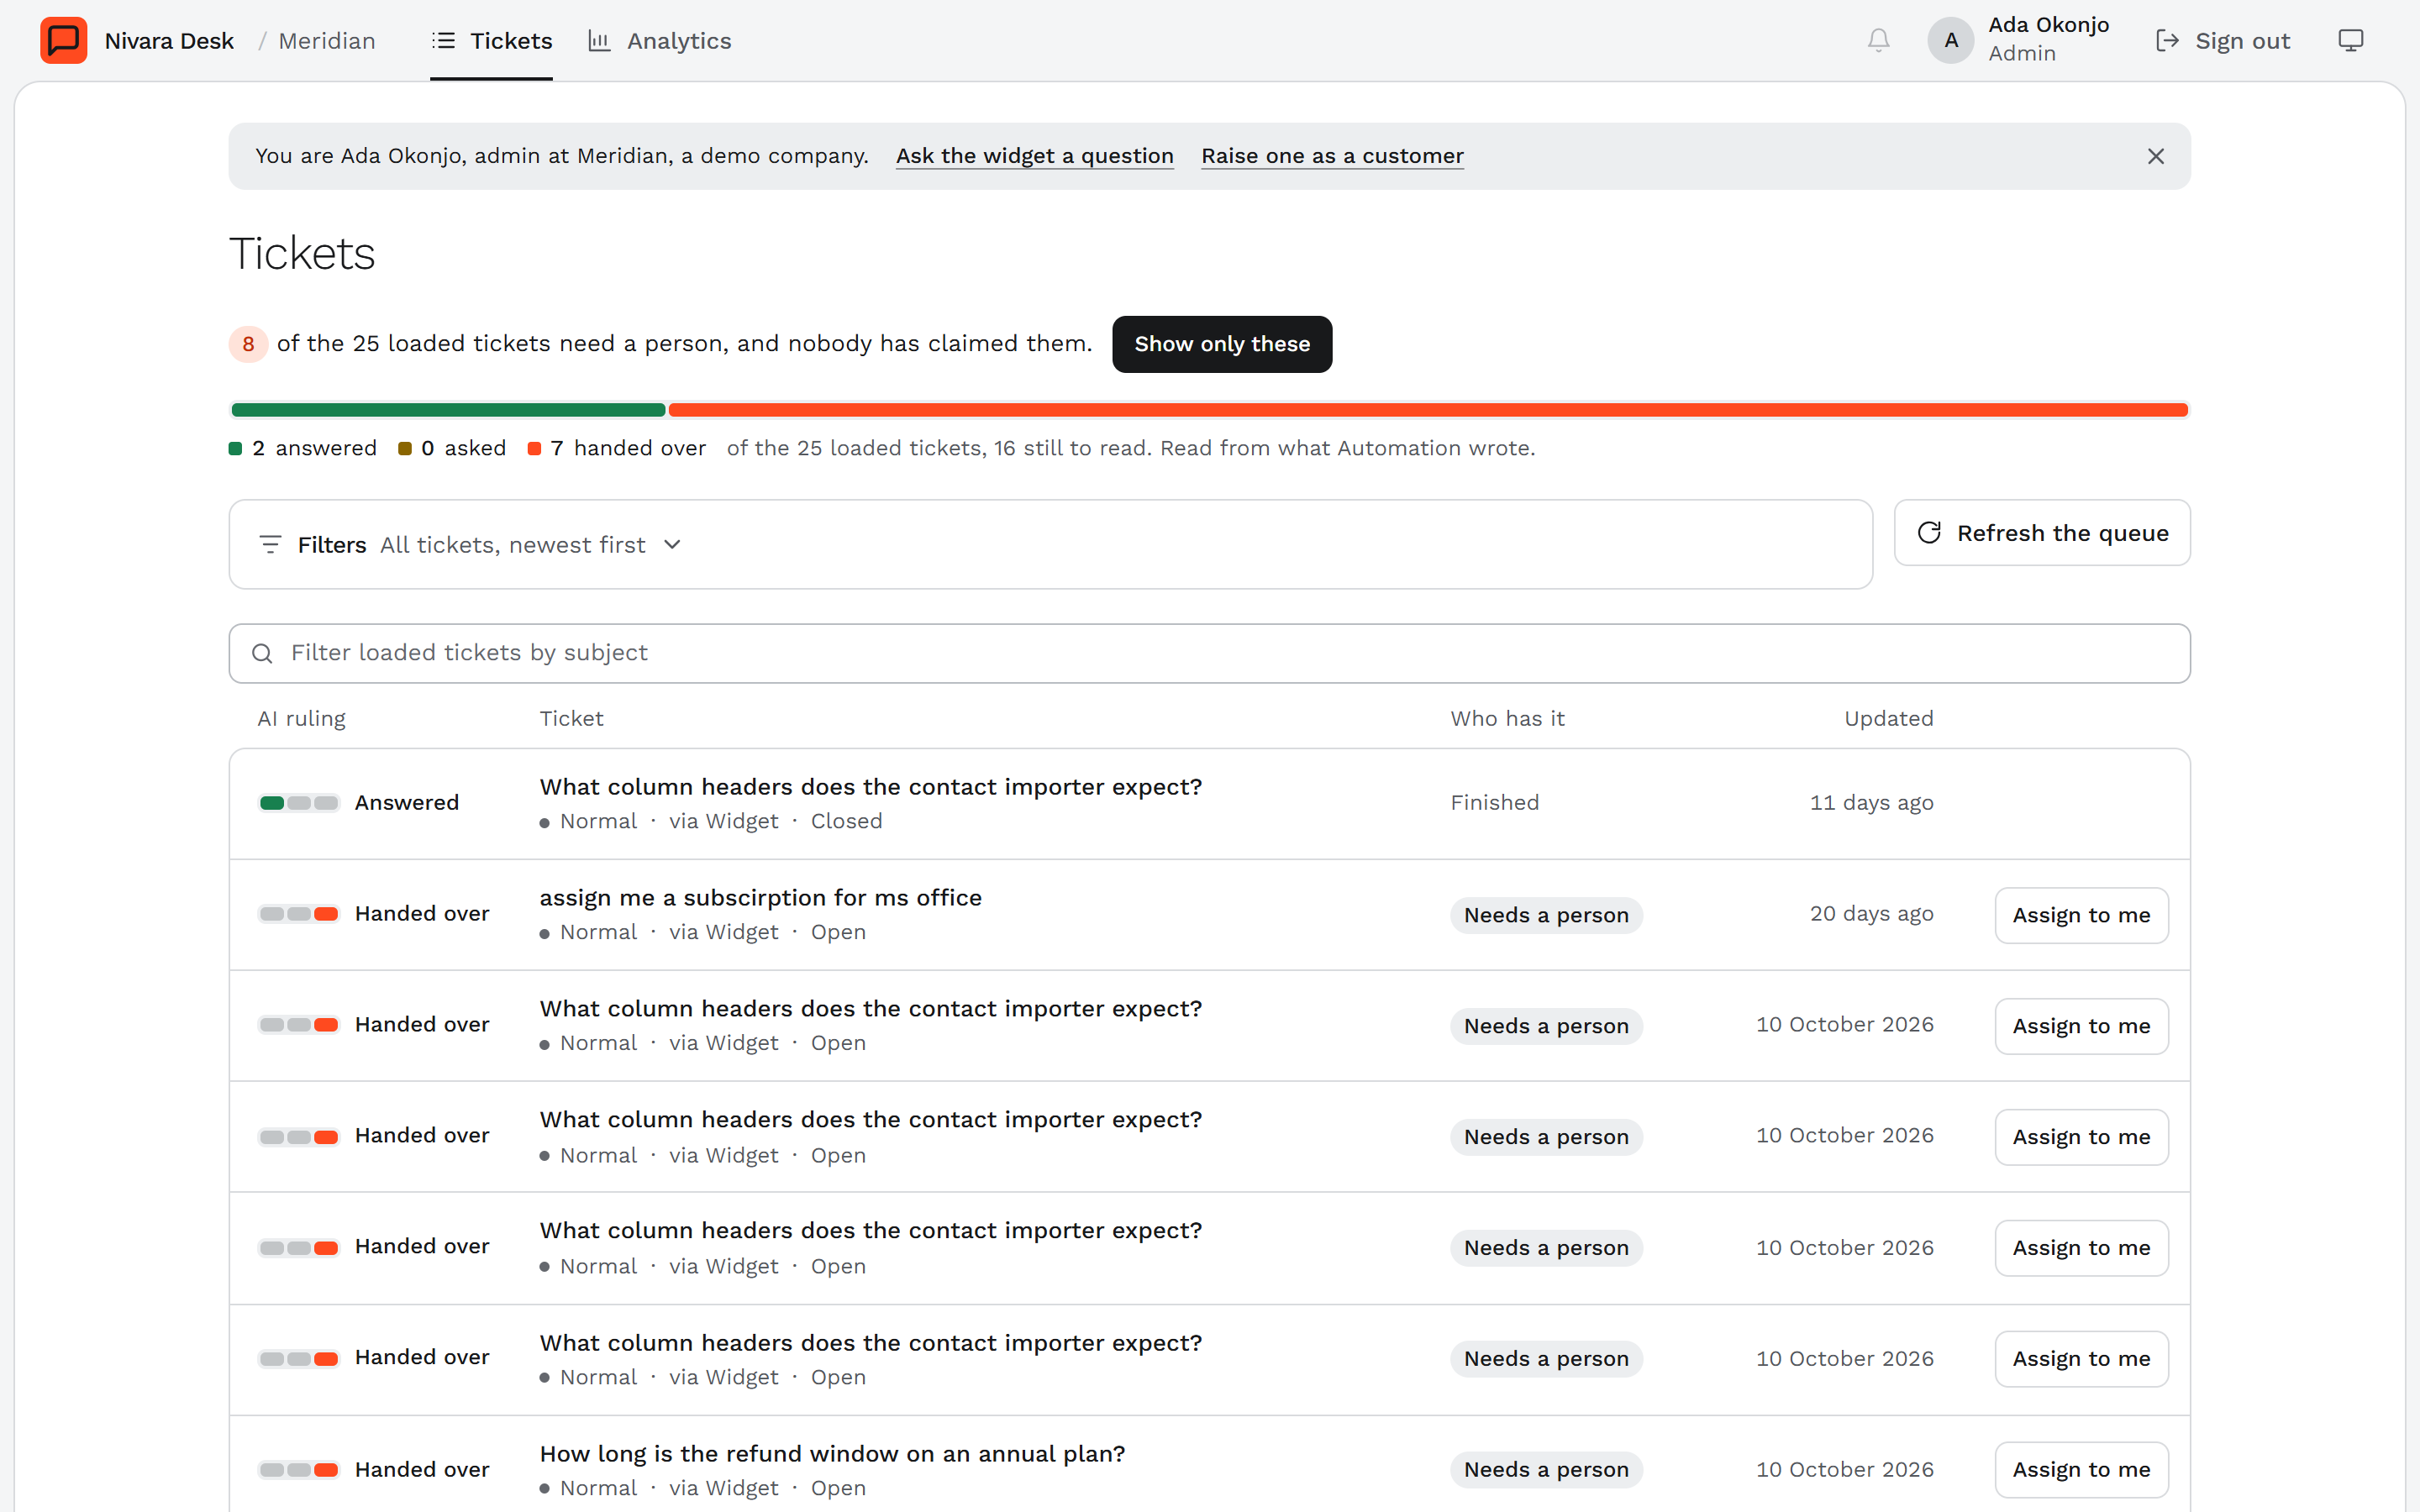 Nivara Desk / Meridian Tickets Analytics A Ada Okonjo Admin Sign out
You are Ada Okonjo, admin at Meridian, a demo company. Ask the widget a question Raise one as a customer
Tickets
8 of the 25 loaded tickets need a person, and nobody has claimed them. Show only these
2 answered 0 asked 7 handed over of the 25 loaded tickets, 16 still to read. Read from what Automation wrote.
Filters All tickets, newest first Refresh the queue
Filter loaded tickets by subject
AI ruling Ticket Who has it Updated
Answered What column headers does the contact importer expect? Finished 11 days ago
Normal · via Widget · Closed
Handed over assign me a subscirption for ms office Needs a person 20 days ago Assign to me
Normal · via Widget · Open
Handed over What column headers does the contact importer expect? Needs a person 10 October 2026 Assign to me
Normal · via Widget · Open
Handed over What column headers does the contact importer expect? Needs a person 10 October 2026 Assign to me
Normal · via Widget · Open
Handed over What column headers does the contact importer expect? Needs a person 10 October 2026 Assign to me
Normal · via Widget · Open
Handed over What column headers does the contact importer expect? Needs a person 10 October 2026 Assign to me
Normal · via Widget · Open
Handed over How long is the refund window on an annual plan? Needs a person 10 October 2026 Assign to me
Normal · via Widget · Open